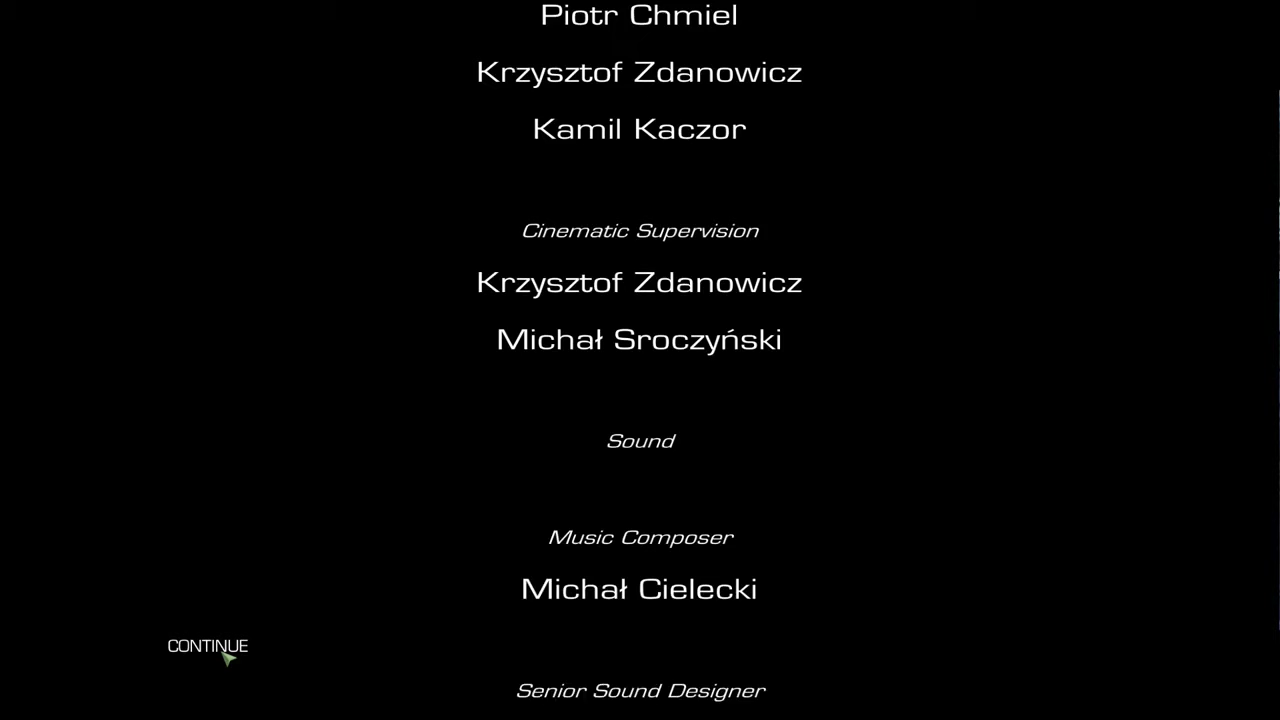 Piotr Chmiel
Krzysztof Zdanowicz
Kamil Kaczor
Cinematic Supervision
Krzysztof Zdanowicz
Michał Sroczyński
Sound
Music Composer
Michał Cielecki
CONTINUE
Senior Sound Designer